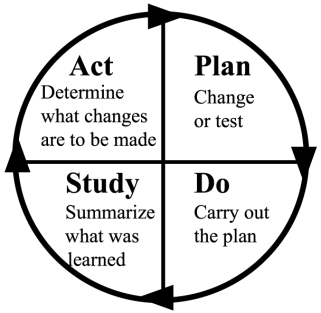 Act
Determine
what changes
are to be made
Plan
Change
or test
Study
Summarize
what was
learned
Do
Carry out
the plan